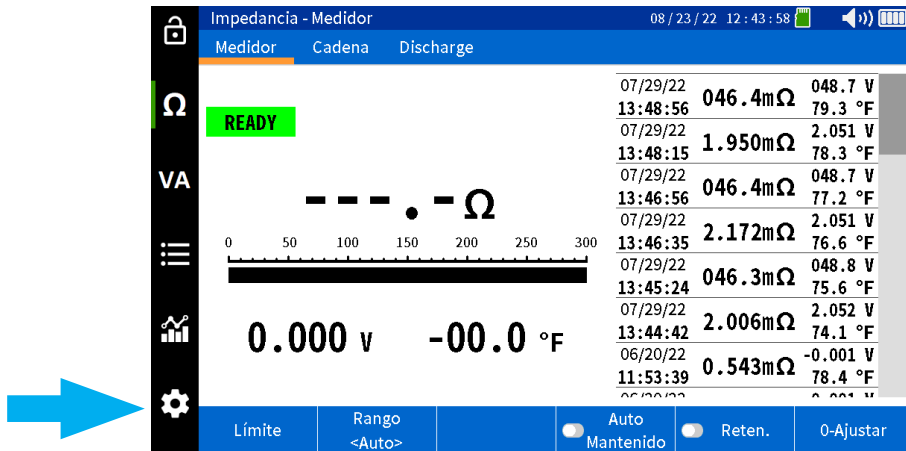 Impedancia - Medidor
08/23/22 12:43:58
Medidor Cadena Discharge
Ω
VA
READY
---.-Ω
0 50 100 150 200 250 300
0.000 V -00.0 °F
07/29/22
13:48:56 046.4mΩ 048.7 V
79.3 °F
07/29/22
13:48:15 1.950mΩ 2.051 V
78.3 °F
07/29/22
13:46:56 046.4mΩ 048.7 V
77.2 °F
07/29/22
13:46:35 2.172mΩ 2.051 V
76.6 °F
07/29/22
13:45:24 046.3mΩ 048.8 V
75.6 °F
07/29/22
13:44:42 2.006mΩ 2.052 V
74.1 °F
06/20/22
11:53:39 0.543mΩ -0.001 V
78.4 °F
Límite
Rango
<Auto>
Auto
Mantenido
Reten.
0-Ajustar